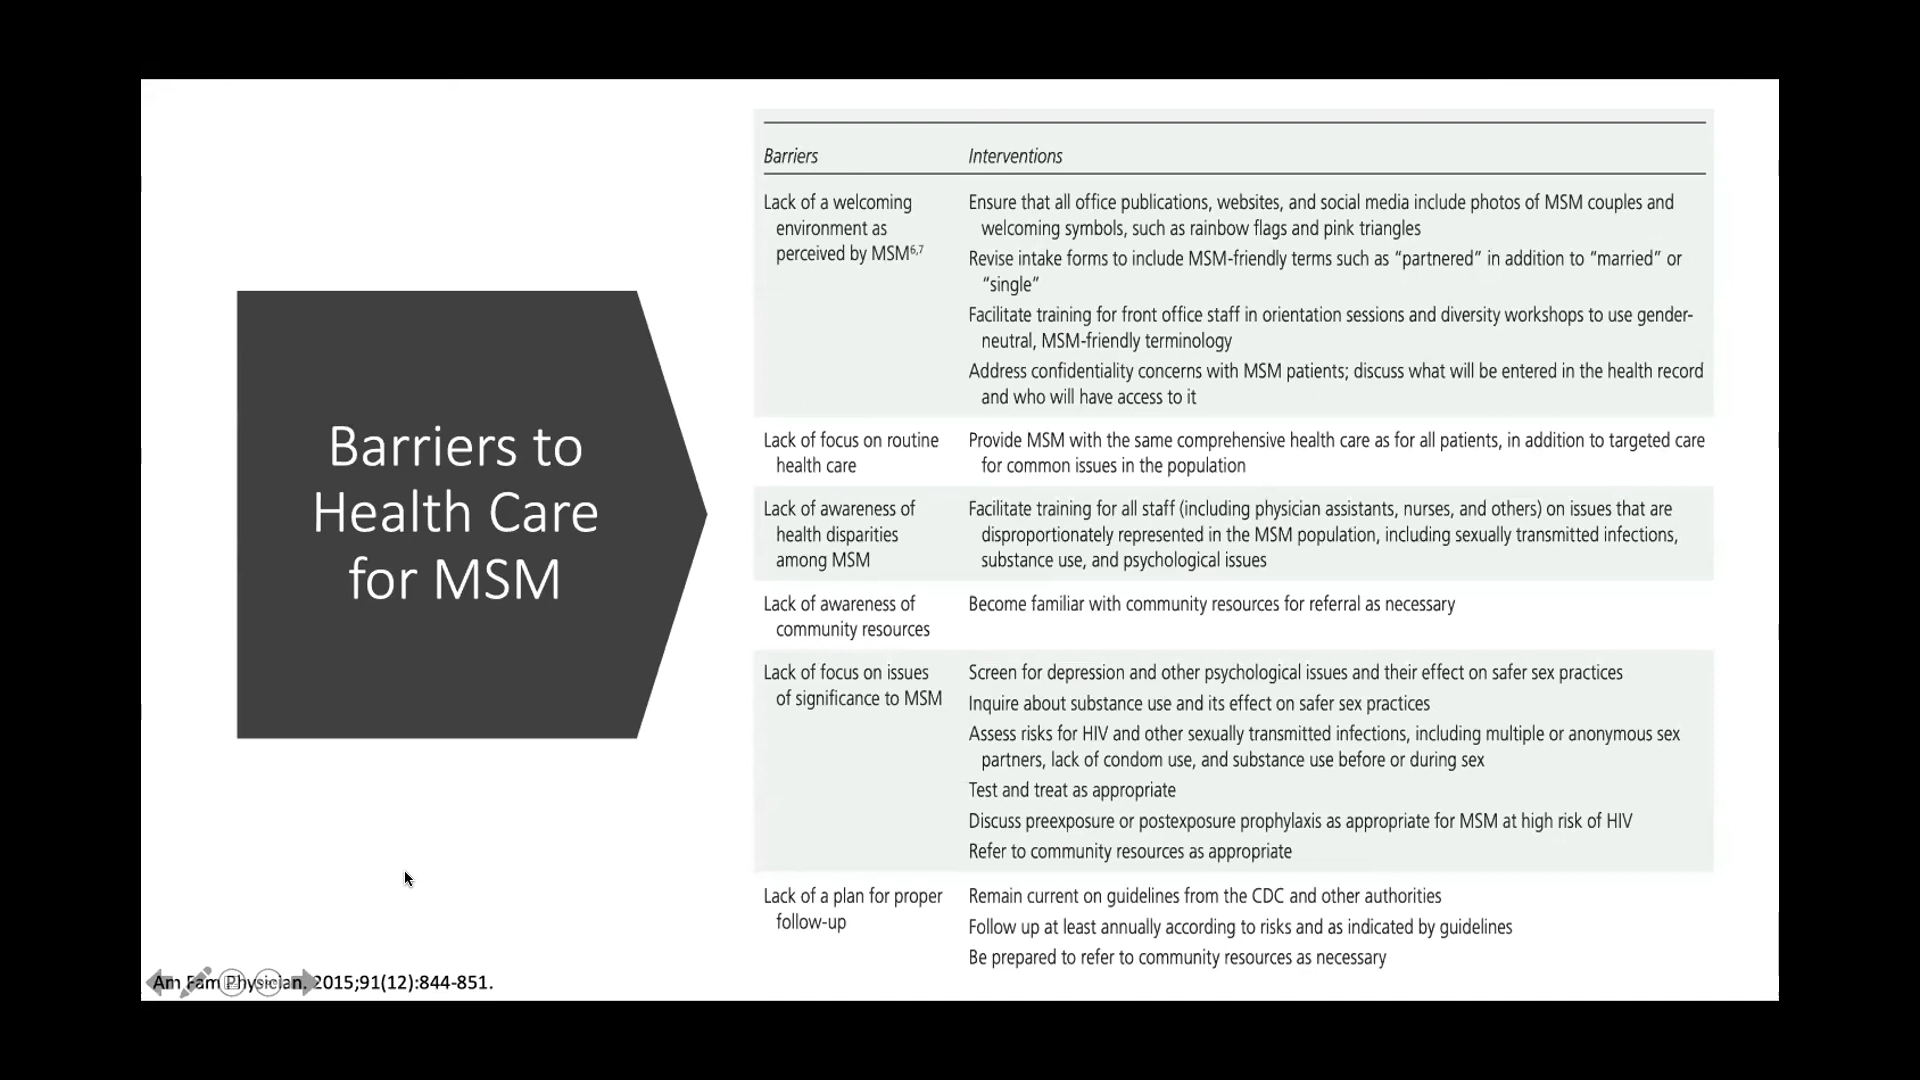 Barriers to
Health Care
for MSM
Barriers Interventions
Lack of a welcoming
environment as
perceived by MSM6,7
Ensure that all office publications, websites, and social media include photos of MSM couples and
welcoming symbols, such as rainbow flags and pink triangles
Revise intake forms to include MSM-friendly terms such as “partnered” in addition to “married” or
“single”
Facilitate training for front office staff in orientation sessions and diversity workshops to use gender-
neutral, MSM-friendly terminology
Address confidentiality concerns with MSM patients; discuss what will be entered in the health record
and who will have access to it
Lack of focus on routine
health care
Provide MSM with the same comprehensive health care as for all patients, in addition to targeted care
for common issues in the population
Lack of awareness of
health disparities
among MSM
Facilitate training for all staff (including physician assistants, nurses, and others) on issues that are
disproportionately represented in the MSM population, including sexually transmitted infections,
substance use, and psychological issues
Lack of awareness of
community resources
Become familiar with community resources for referral as necessary
Lack of focus on issues
of significance to MSM
Screen for depression and other psychological issues and their effect on safer sex practices
Inquire about substance use and its effect on safer sex practices
Assess risks for HIV and other sexually transmitted infections, including multiple or anonymous sex
partners, lack of condom use, and substance use before or during sex
Test and treat as appropriate
Discuss preexposure or postexposure prophylaxis as appropriate for MSM at high risk of HIV
Refer to community resources as appropriate
Lack of a plan for proper
follow-up
Remain current on guidelines from the CDC and other authorities
Follow up at least annually according to risks and as indicated by guidelines
Be prepared to refer to community resources as necessary
Am Fam Physician. 2015;91(12):844-851.